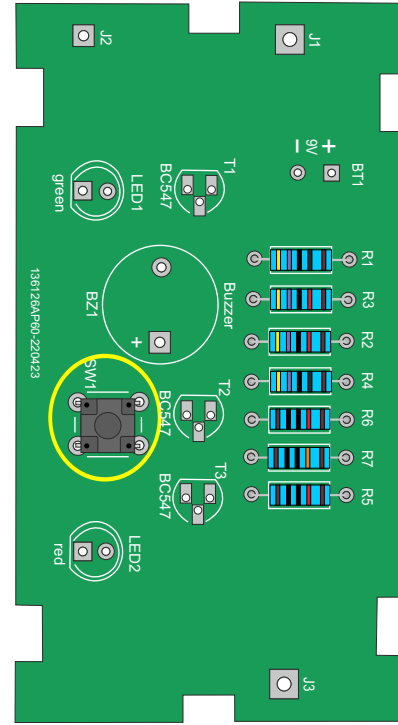 J2
J1
T1
BC547
+
9V
−
BT1
LED1
green
R1
Buzzer
BZ1
+
R3
136126AP60-220423
R2
SW1
R4
T2
BC547
R6
R7
T3
BC547
R5
LED2
red
J3